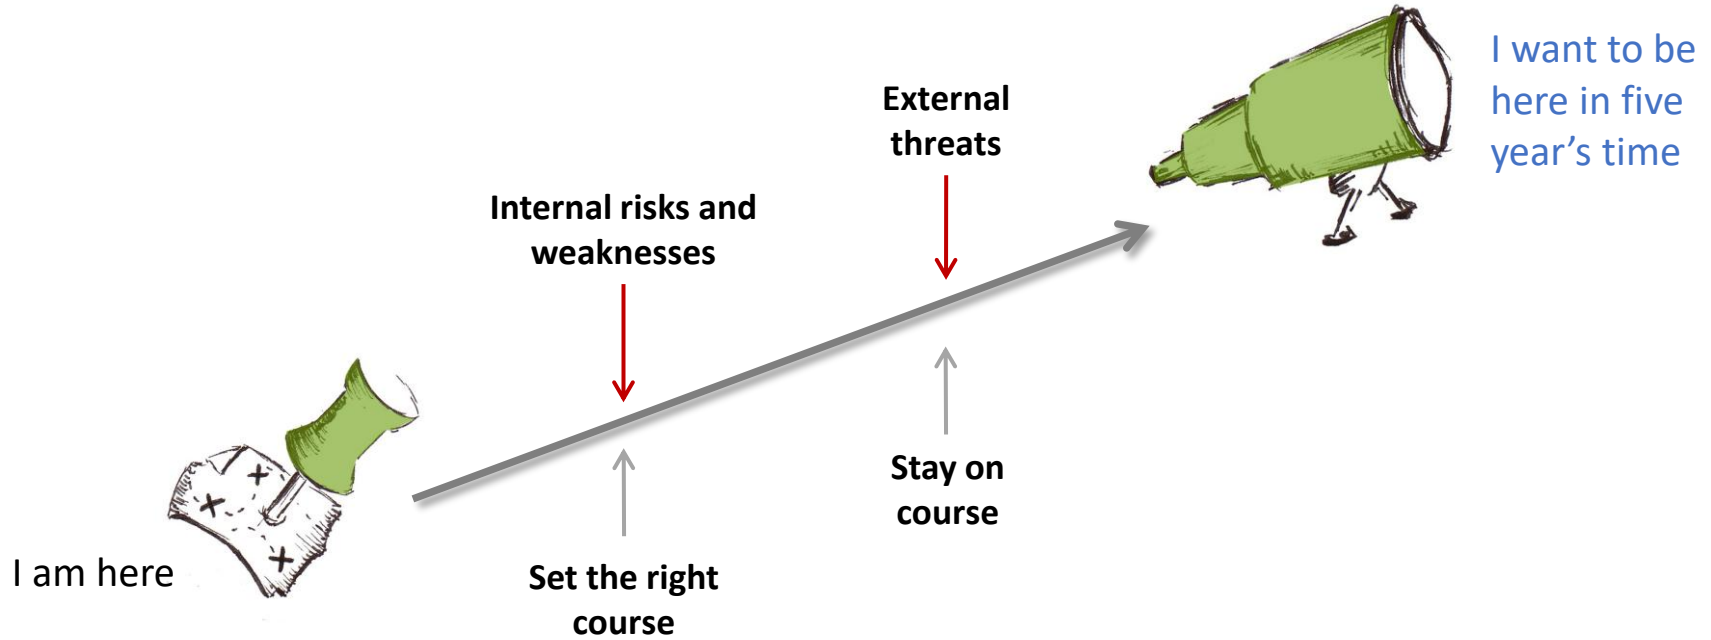 I want to be
here in five
year’s time
External
threats
Internal risks and
weaknesses
Stay on
course
I am here
Set the right
course